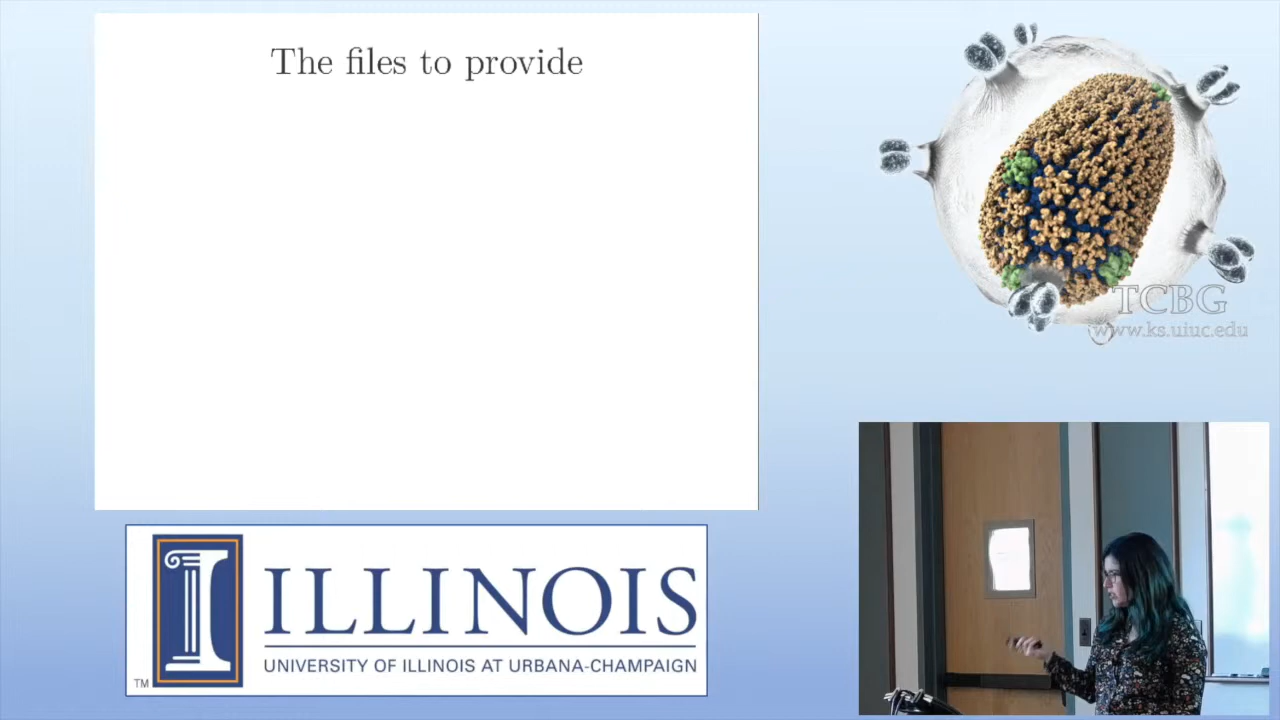 The files to provide
TCBG
www.ks.uiuc.edu
I ILLINOIS
UNIVERSITY OF ILLINOIS AT URBANA-CHAMPAIGN
TM